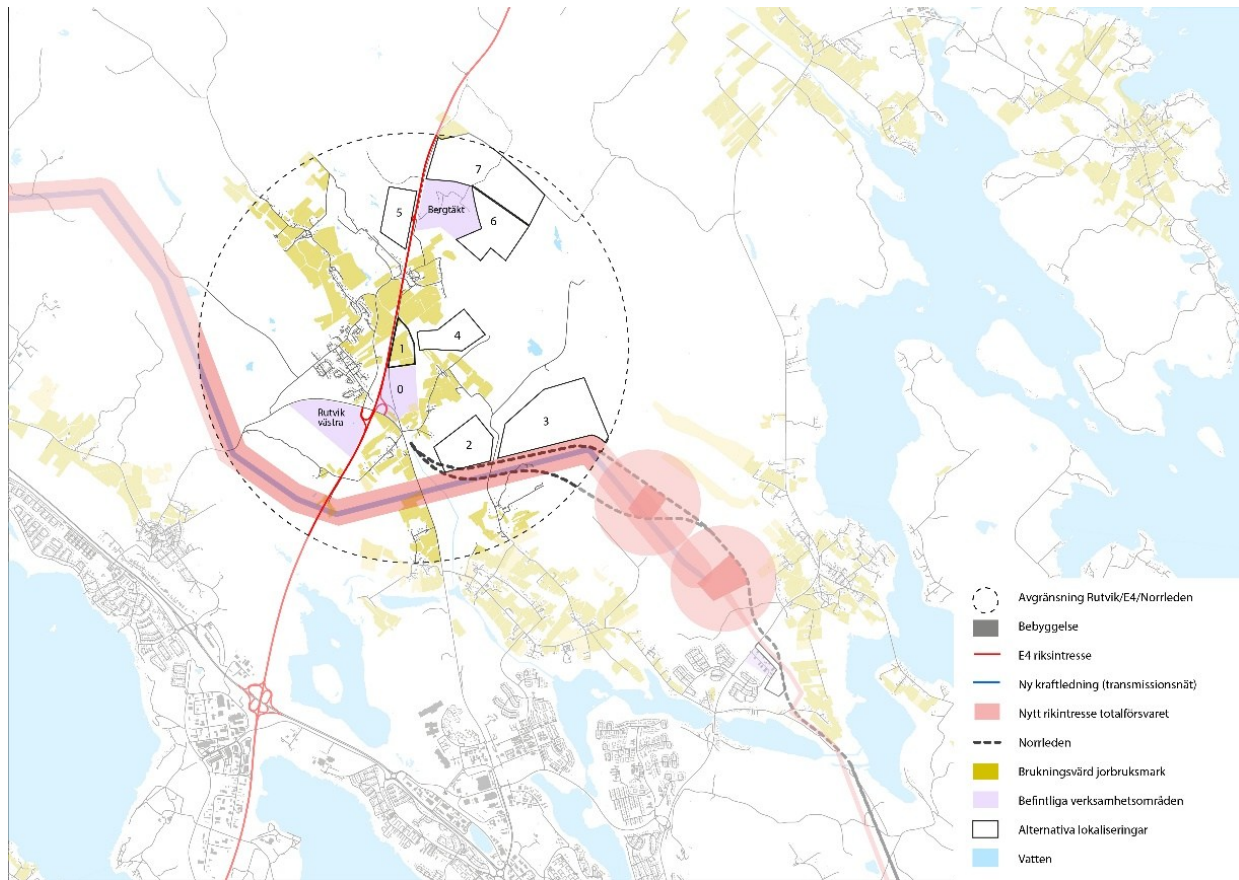 7
5
Bergtäkt
6
4
1
0
Rutvik
västra
3
2
Avgränsning Rutvik/E4/Norrleden
Bebyggelse
E4 riksintresse
Ny kraftledning (transmissionsnät)
Nytt rikintresse totalförsvaret
Norrleden
Brukningsvärd jorbruksmark
Befintliga verksamhetsområden
Alternativa lokaliseringar
Vatten